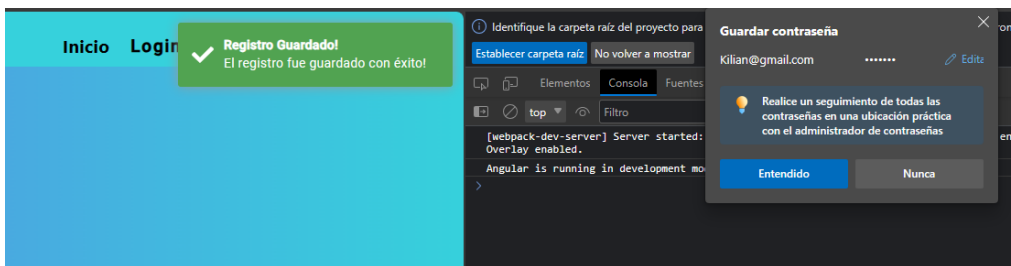 Inicio Login
Registro Guardado!
El registro fue guardado con éxito!
Identifique la carpeta raíz del proyecto para
Establecer carpeta raíz No volver a mostrar
Elementos Consola Fuentes
top Filtro
[webpack-dev-server] Server started:
Overlay enabled.
Angular is running in development mo
>
Guardar contraseña
Kilian@gmail.com ••••••• Edita
Realice un seguimiento de todas las
contraseñas en una ubicación práctica
con el administrador de contraseñas
Entendido Nunca